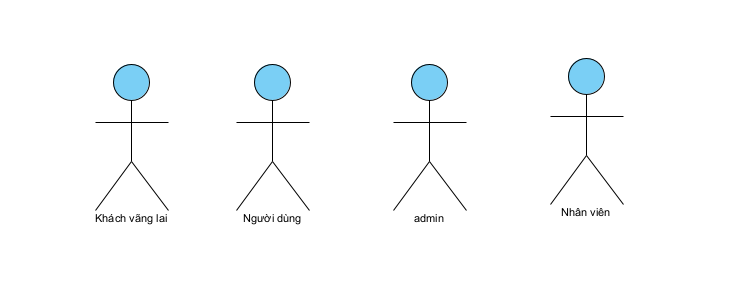 Khách vãng lai
Người dùng
admin
Nhân viên